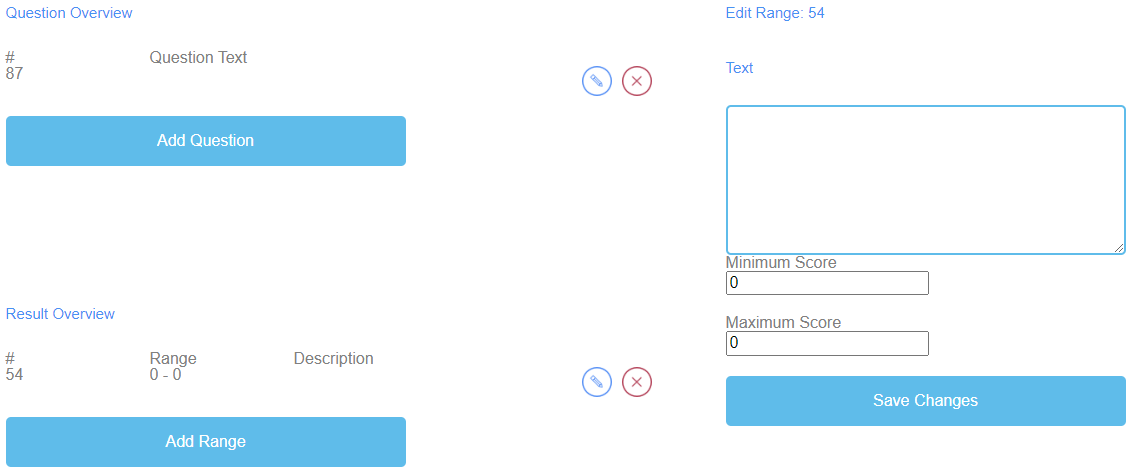 Question Overview
# Question Text
87
Add Question
Result Overview
# Range Description
54 0 - 0
Add Range
Edit Range: 54
Text
Minimum Score
0
Maximum Score
0
Save Changes